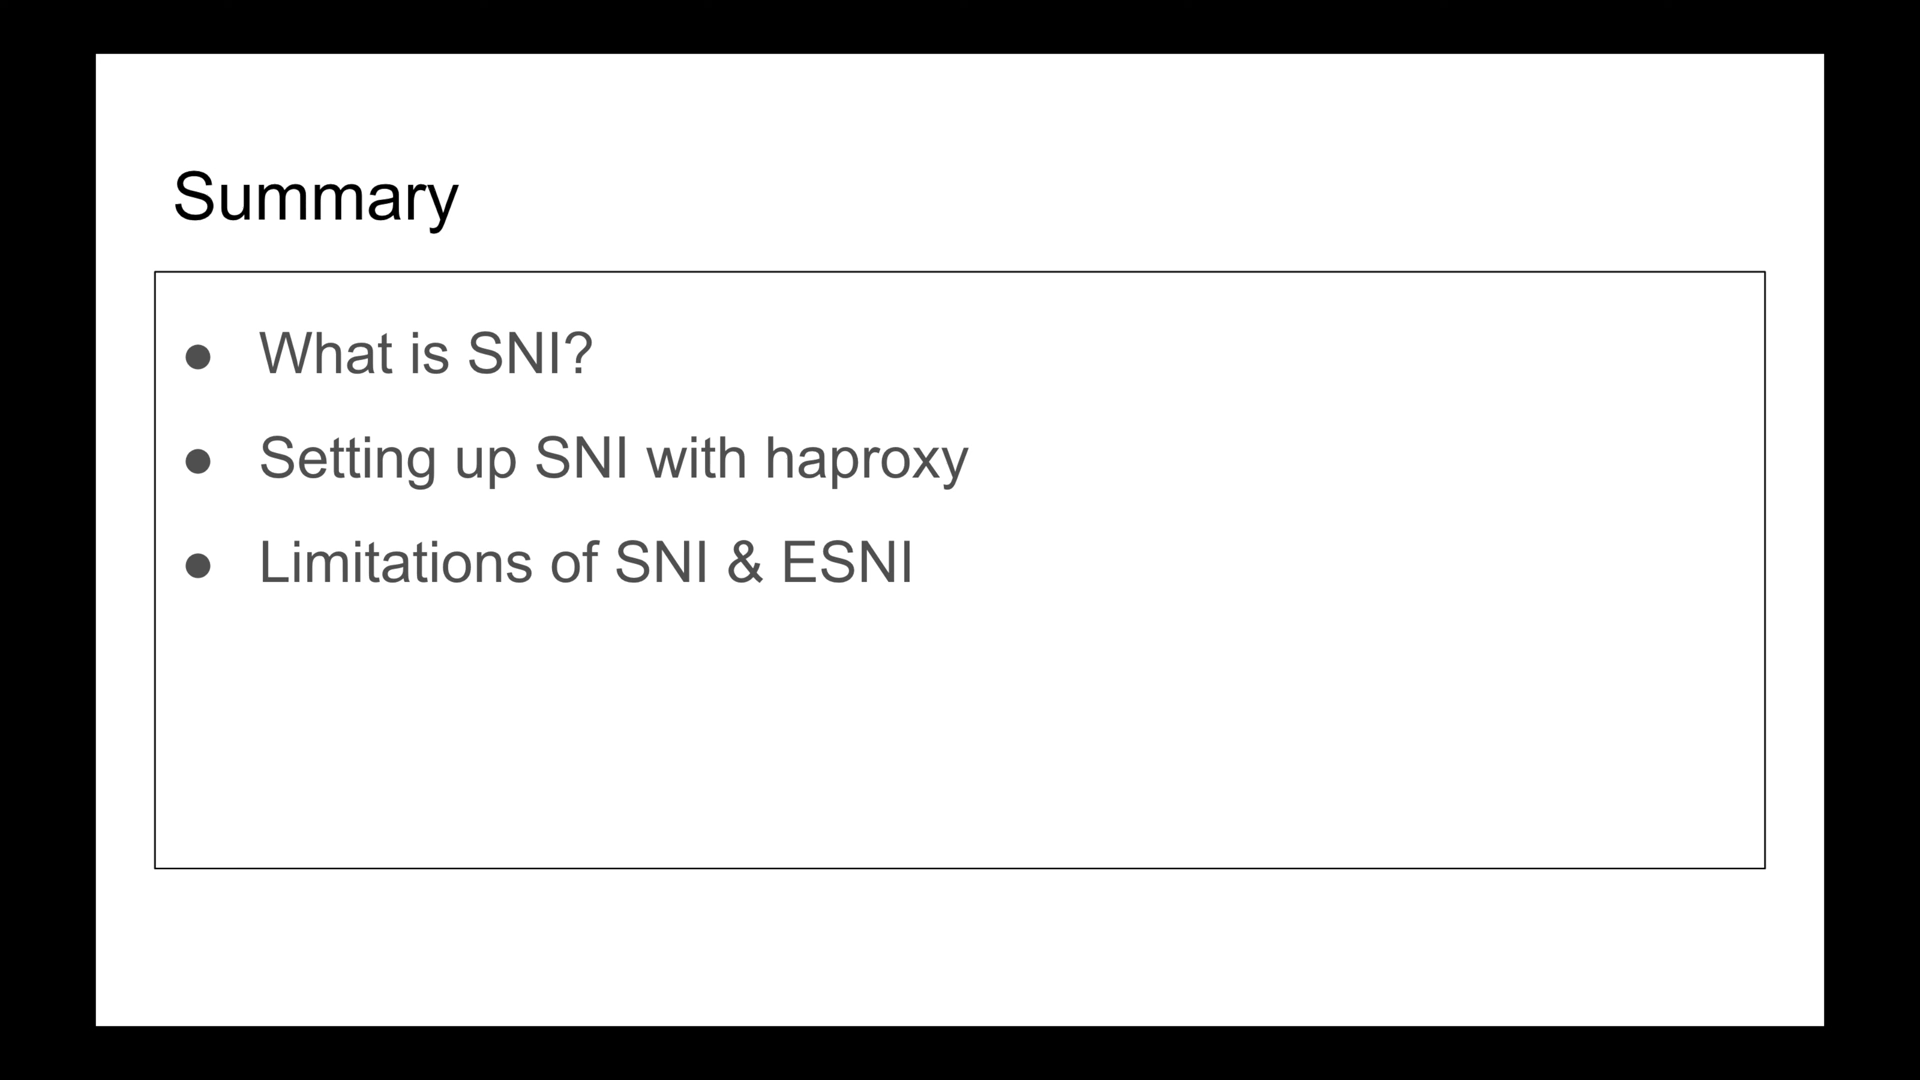 Summary
● What is SNI?
● Setting up SNI with haproxy
● Limitations of SNI & ESNI